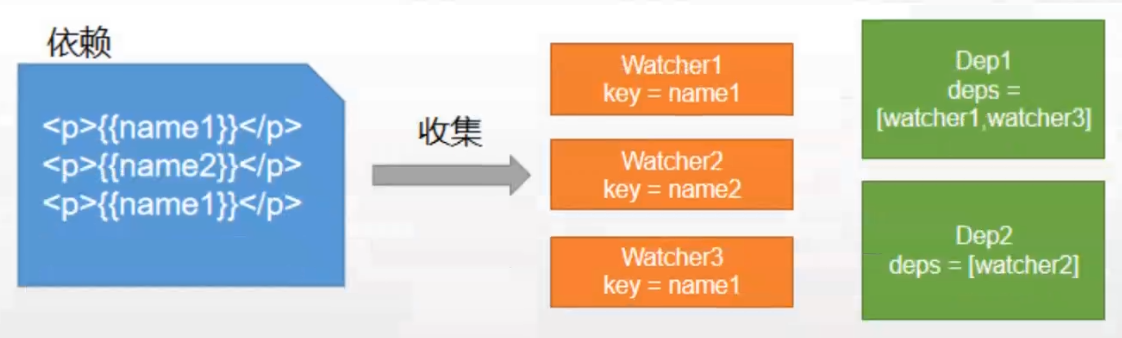 依赖
<p>{{name1}}</p>
<p>{{name2}}</p>
<p>{{name1}}</p>
收集
Watcher1
key = name1
Watcher2
key = name2
Watcher3
key = name1
Dep1
deps =
[watcher1,watcher3]
Dep2
deps = [watcher2]